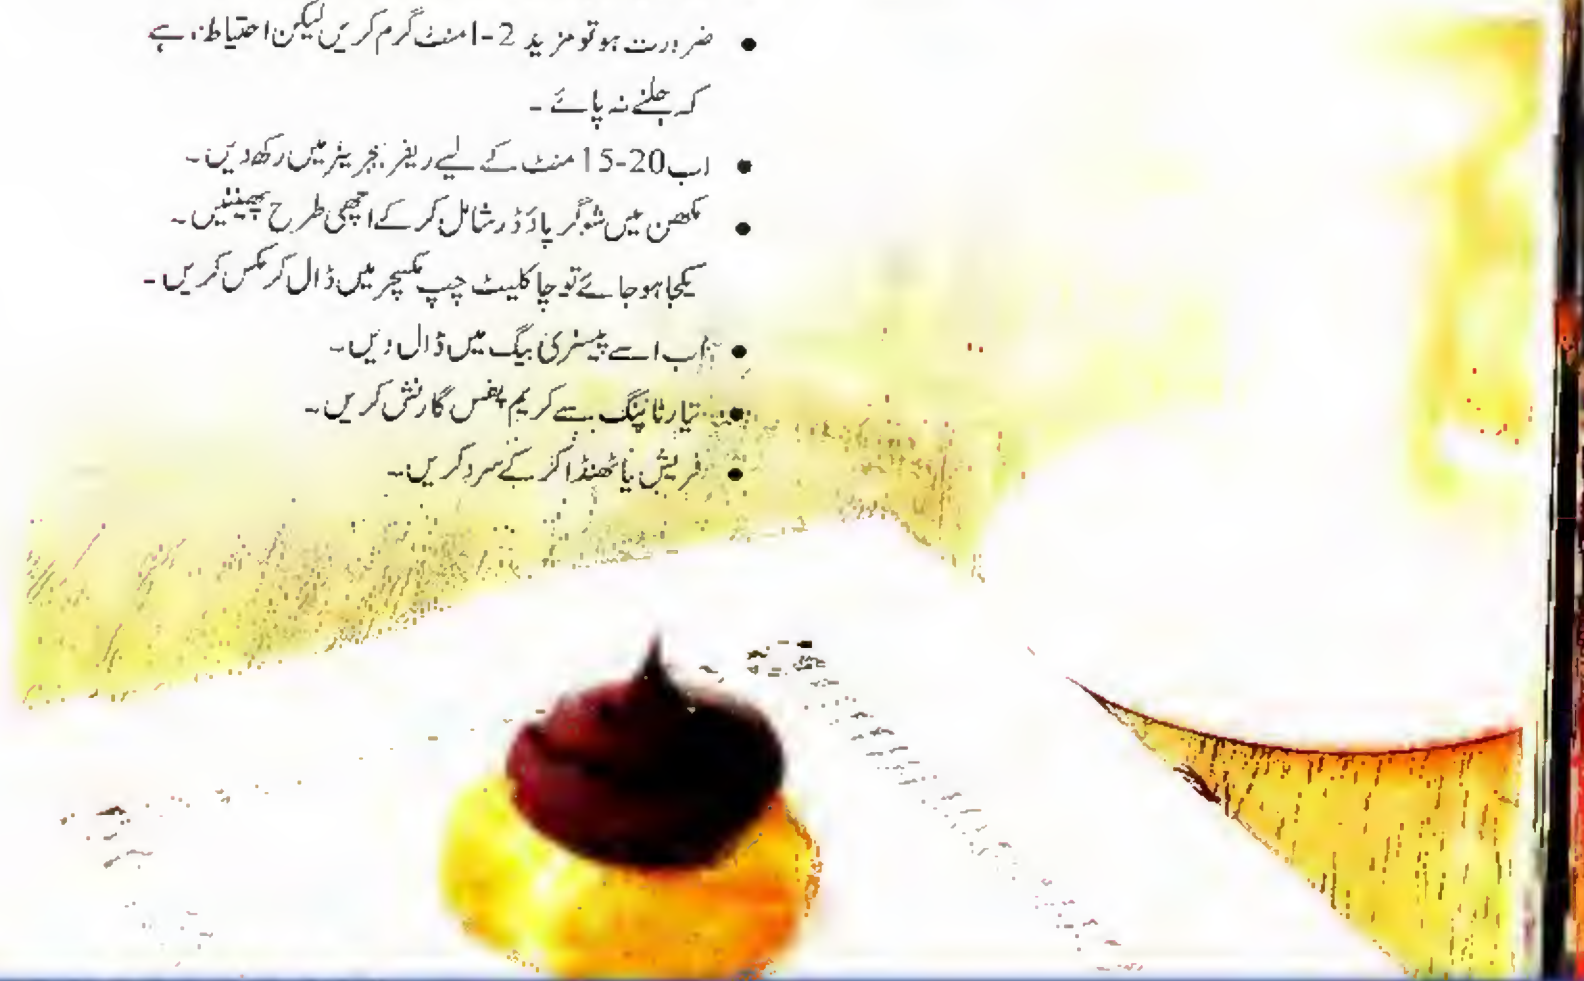 • ضرورت ہو تو مزید 2-1 منٹ گرم کریں لیکن احتیاط رہے
کہ جلنے نہ پائے ۔
• اب 20-15 منٹ کے لیے ریفریجریٹر میں رکھ دیں ۔
• مکھن میں شوگر پاؤڈر شامل کر کے اچھی طرح پھینٹیں ۔
یکجا ہو جائے تو چاکلیٹ چپ مکسچر میں ڈال کر مکس کریں ۔
• اب اسے پیسٹری بیگ میں ڈال دیں ۔
• تیار ٹاپنگ سے کریم پفس گارنش کریں ۔
• فریش یا ٹھنڈا کر کے سرو کریں ۔